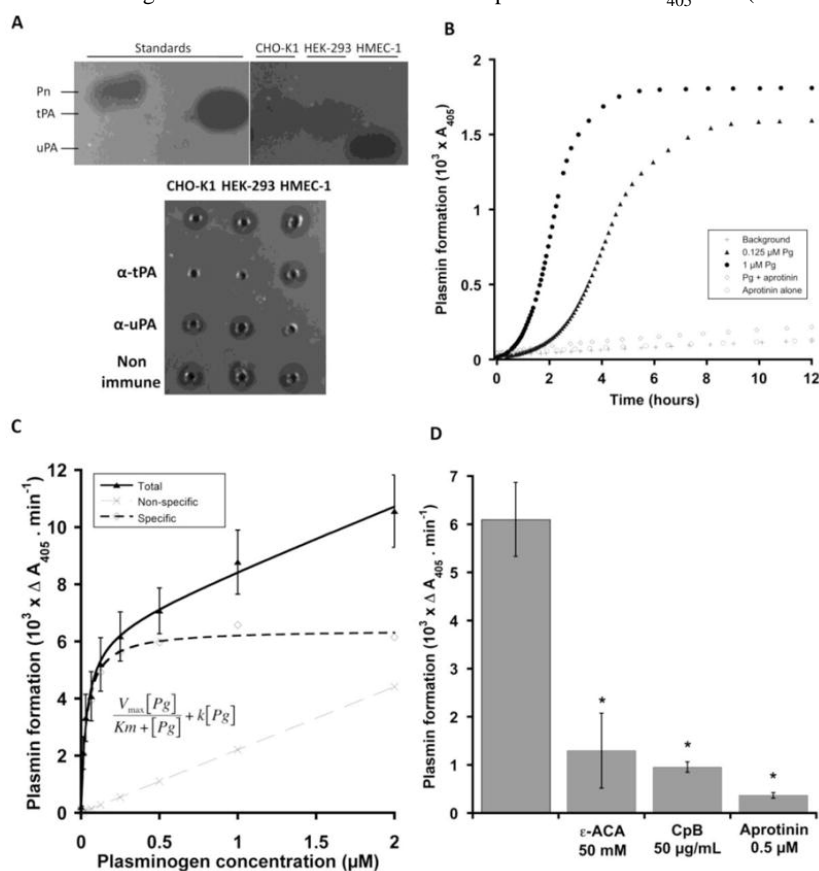 A
Standards
CHO-K1 HEK-293 HMEC-1
Pn
tPA
uPA
CHO-K1 HEK-293 HMEC-1
α-tPA
α-uPA
Non
immune
B
Plasmin formation (10³ x A₄₀₅)
2
1.5
1
0.5
0
0 2 4 6 8 10 12
Time (hours)
Background
0.125 µM Pg
1 µM Pg
Pg + aprotinin
Aprotinin alone
C
Plasmin formation (10³ x Δ A₄₀₅ . min⁻¹)
12
10
8
6
4
2
0
0 0.5 1 1.5 2
Plasminogen concentration (µM)
Total
Non-specific
Specific
Vmax[Pg]
Km + [Pg] + k[Pg]
D
Plasmin formation (10³ x Δ A₄₀₅ . min⁻¹)
7
6
5
4
3
2
1
0
* * *
ε-ACA CpB Aprotinin
50 mM 50 µg/mL 0.5 µM